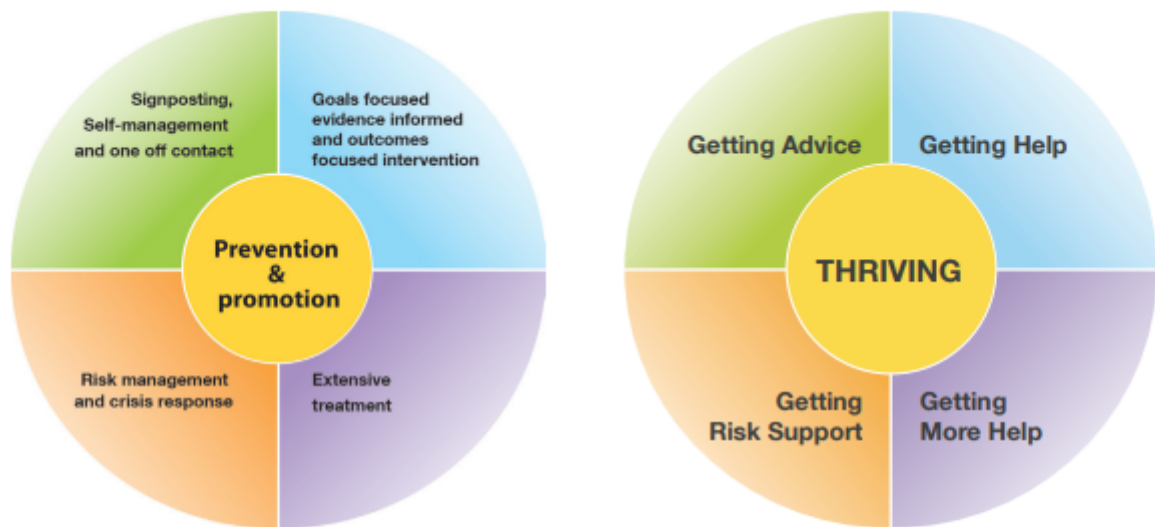 Signposting,
Self-management
and one off contact
Goals focused
evidence informed
and outcomes
focused intervention
Prevention
&
promotion
Risk management
and crisis response
Extensive
treatment
Getting Advice
Getting Help
THRIVING
Getting
Risk Support
Getting
More Help